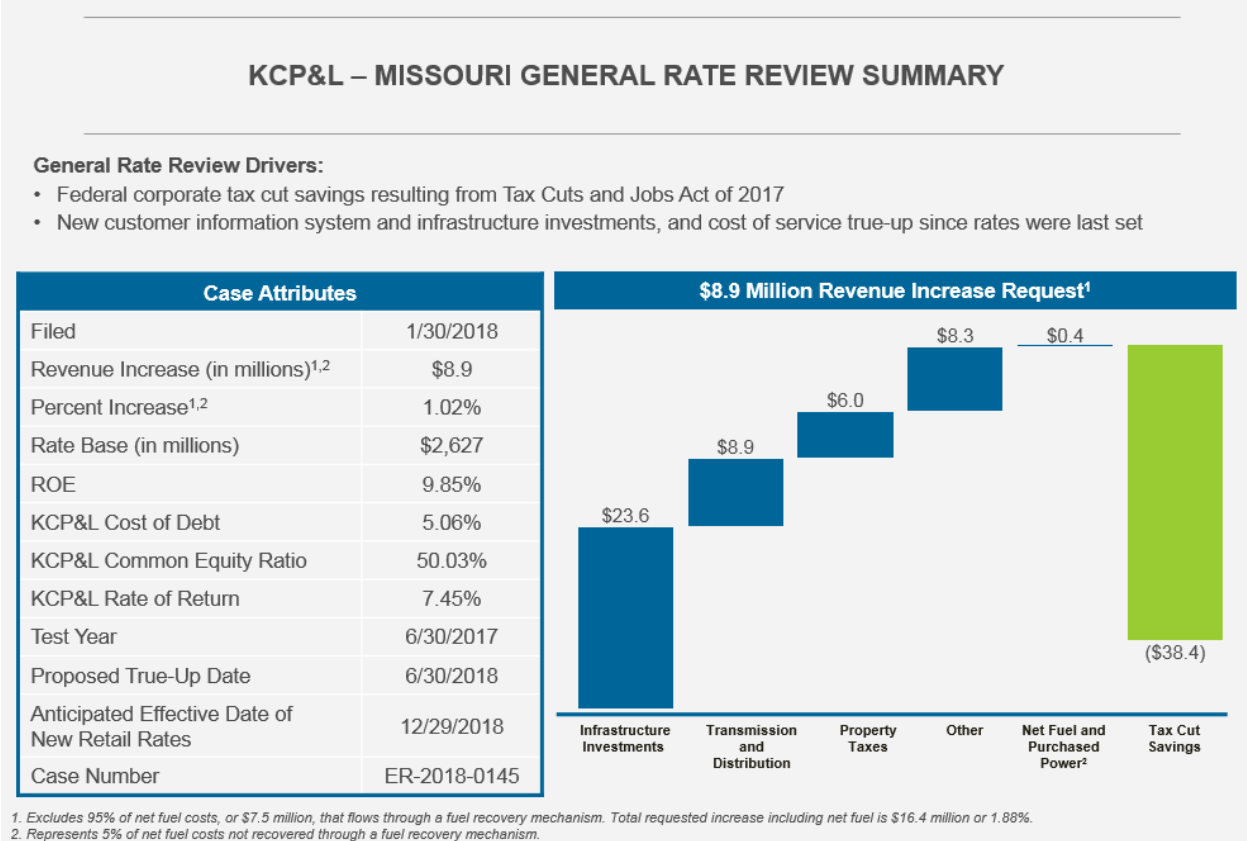 KCP&L – MISSOURI GENERAL RATE REVIEW SUMMARY
General Rate Review Drivers:
• Federal corporate tax cut savings resulting from Tax Cuts and Jobs Act of 2017
• New customer information system and infrastructure investments, and cost of service true-up since rates were last set
Case Attributes
Filed 1/30/2018
Revenue Increase (in millions)1,2 $8.9
Percent Increase1,2 1.02%
Rate Base (in millions) $2,627
ROE 9.85%
KCP&L Cost of Debt 5.06%
KCP&L Common Equity Ratio 50.03%
KCP&L Rate of Return 7.45%
Test Year 6/30/2017
Proposed True-Up Date 6/30/2018
Anticipated Effective Date of
New Retail Rates 12/29/2018
Case Number ER-2018-0145
$8.9 Million Revenue Increase Request1
$23.6
$8.9
$6.0
$8.3
$0.4
($38.4)
Infrastructure
Investments
Transmission
and
Distribution
Property
Taxes
Other
Net Fuel and
Purchased
Power2
Tax Cut
Savings
1. Excludes 95% of net fuel costs, or $7.5 million, that flows through a fuel recovery mechanism. Total requested increase including net fuel is $16.4 million or 1.88%.
2. Represents 5% of net fuel costs not recovered through a fuel recovery mechanism.